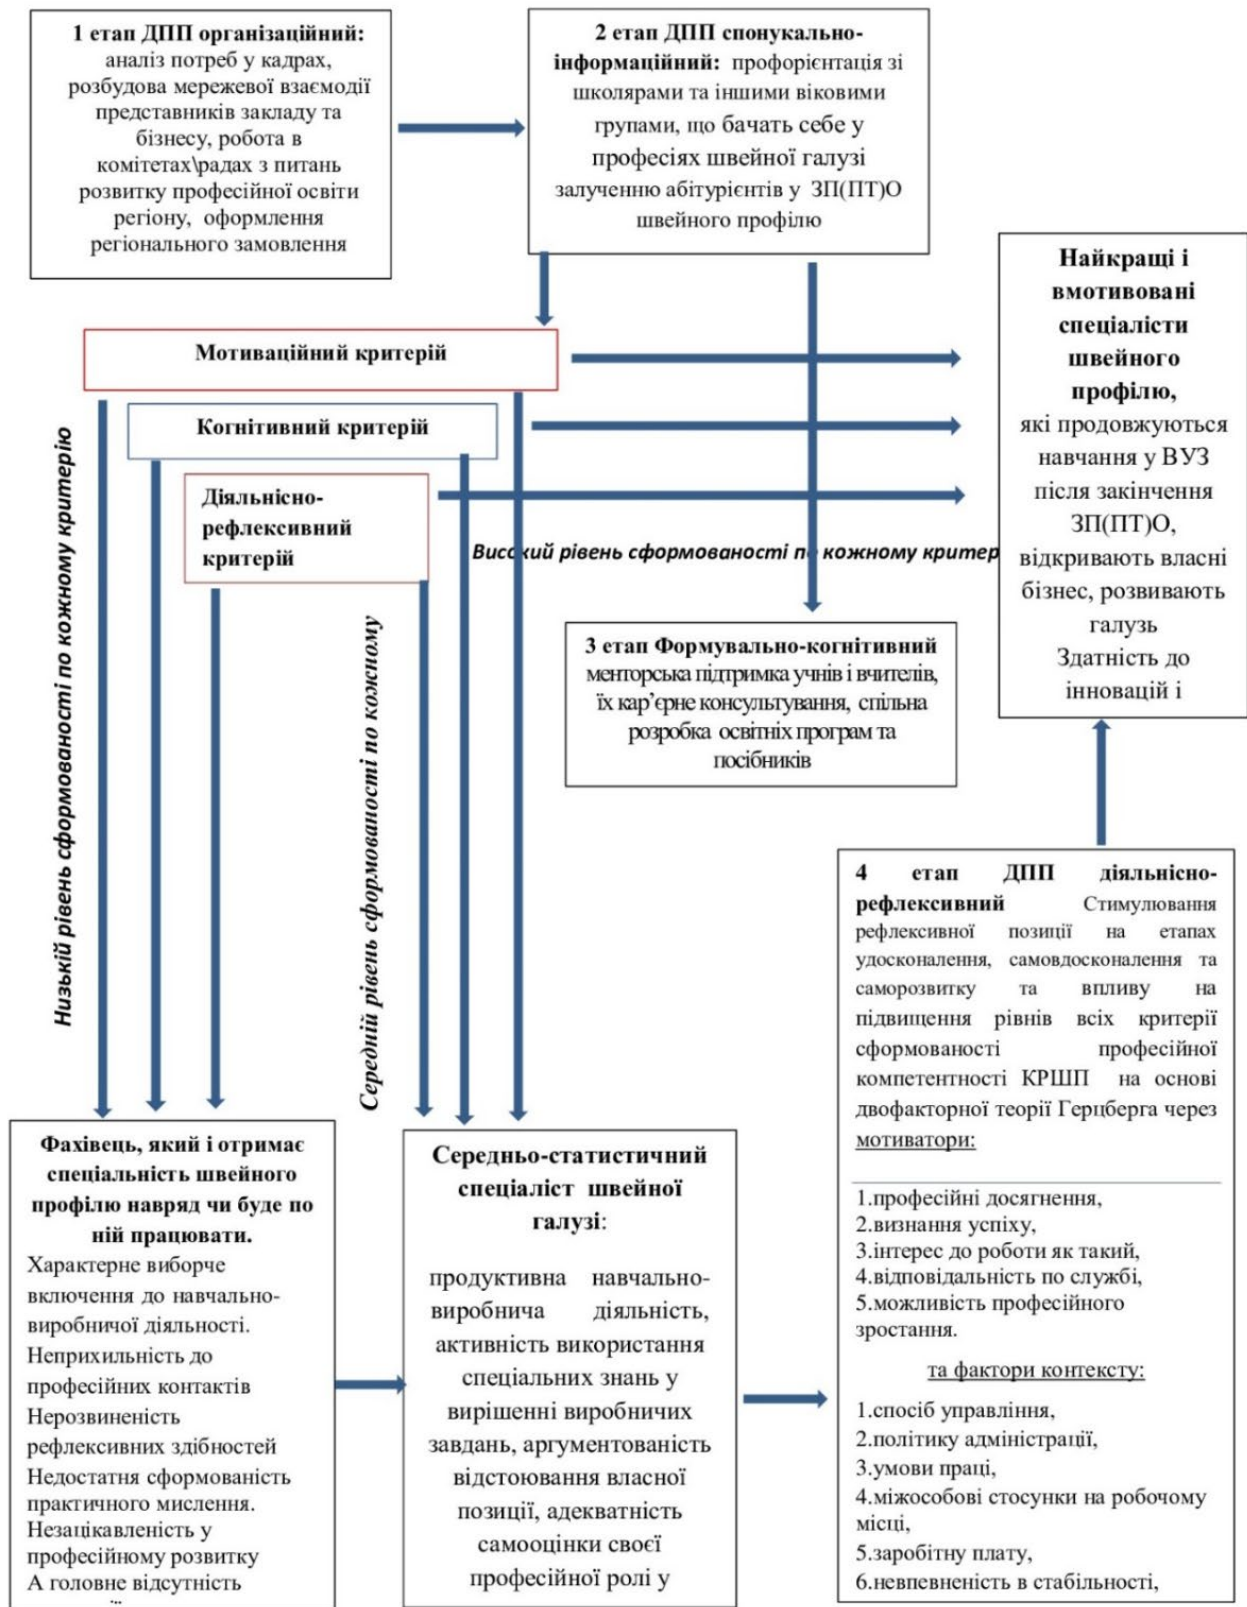 1 етап ДПП організаційний:
аналіз потреб у кадрах,
розбудова мережевої взаємодії
представників закладу та
бізнесу, робота в
комітетах\радах з питань
розвитку професійної освіти
регіону, оформлення
регіонального замовлення
2 етап ДПП спонукально-
інформаційний: профорієнтація зі
школярами та іншими віковими
групами, що бачать себе у
професіях швейної галузі
залученню абітурієнтів у ЗП(ПТ)О
швейного профілю
Мотиваційний критерій
Когнітивний критерій
Діяльнісно-
рефлексивний
критерій
Низькій рівень сформованості по кожному критерію
Середній рівень сформованості по кожному
Високий рівень сформованості по кожному критер
Найкращі і
вмотивовані
спеціалісти
швейного
профілю,
які продовжуються
навчання у ВУЗ
після закінчення
ЗП(ПТ)О,
відкривають власні
бізнес, розвивають
галузь
Здатність до
інновацій і
3 етап Формувально-когнітивний
менторська підтримка учнів і вчителів,
їх кар’єрне консультування, спільна
розробка освітніх програм та
посібників
4 етап ДПП діяльнісно-
рефлексивний Стимулювання
рефлексивної позиції на етапах
удосконалення, самовдосконалення та
саморозвитку та впливу на
підвищення рівнів всіх критерії
сформованості професійної
компетентності КРШП на основі
двофакторної теорії Герцберга через
мотиватори:
1.професійні досягнення,
2.визнання успіху,
3.інтерес до роботи як такий,
4.відповідальність по службі,
5.можливість професійного
зростання.
та фактори контексту:
1.спосіб управління,
2.політику адміністрації,
3.умови праці,
4.міжособові стосунки на робочому
місці,
5.заробітну плату,
6.невпевненість в стабільності,
Фахівець, який і отримає
спеціальність швейного
профілю навряд чи буде по
ній працювати.
Характерне виборче
включення до навчально-
виробничої діяльності.
Неприхильність до
професійних контактів
Нерозвиненість
рефлексивних здібностей
Недостатня сформованість
практичного мислення.
Незацікавленість у
професійному розвитку
А головне відсутність
Середньо-статистичний
спеціаліст швейної
галузі:
продуктивна навчально-
виробнича діяльність,
активність використання
спеціальних знань у
вирішенні виробничих
завдань, аргументованість
відстоювання власної
позиції, адекватність
самооцінки своєї
професійної ролі у